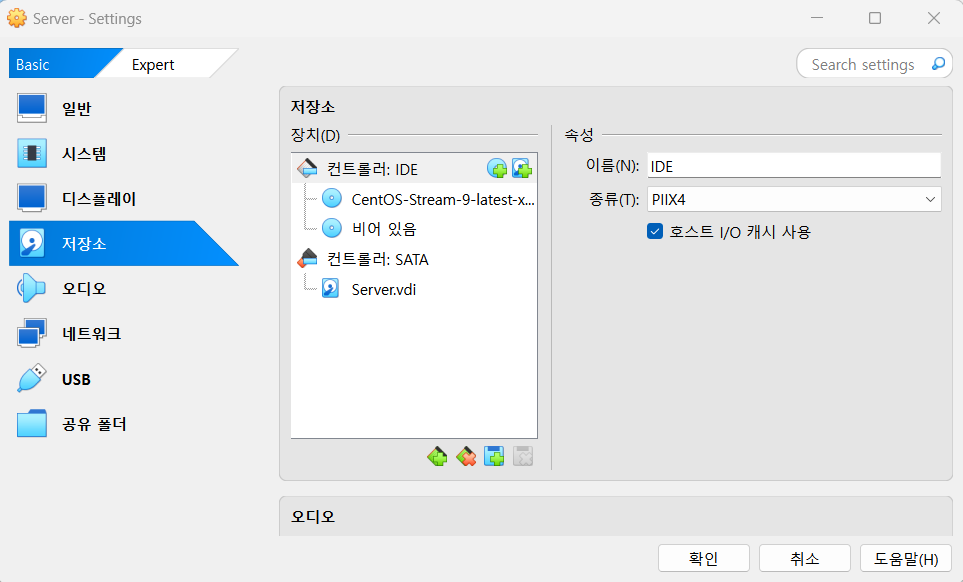 Server - Settings
Basic
Expert
Search settings
일반
시스템
디스플레이
저장소
오디오
네트워크
USB
공유 폴더
저장소
장치(D)
컨트롤러: IDE
CentOS-Stream-9-latest-x...
비어 있음
컨트롤러: SATA
Server.vdi
속성
이름(N): IDE
종류(T): PIIX4
호스트 I/O 캐시 사용
오디오
확인
취소
도움말(H)